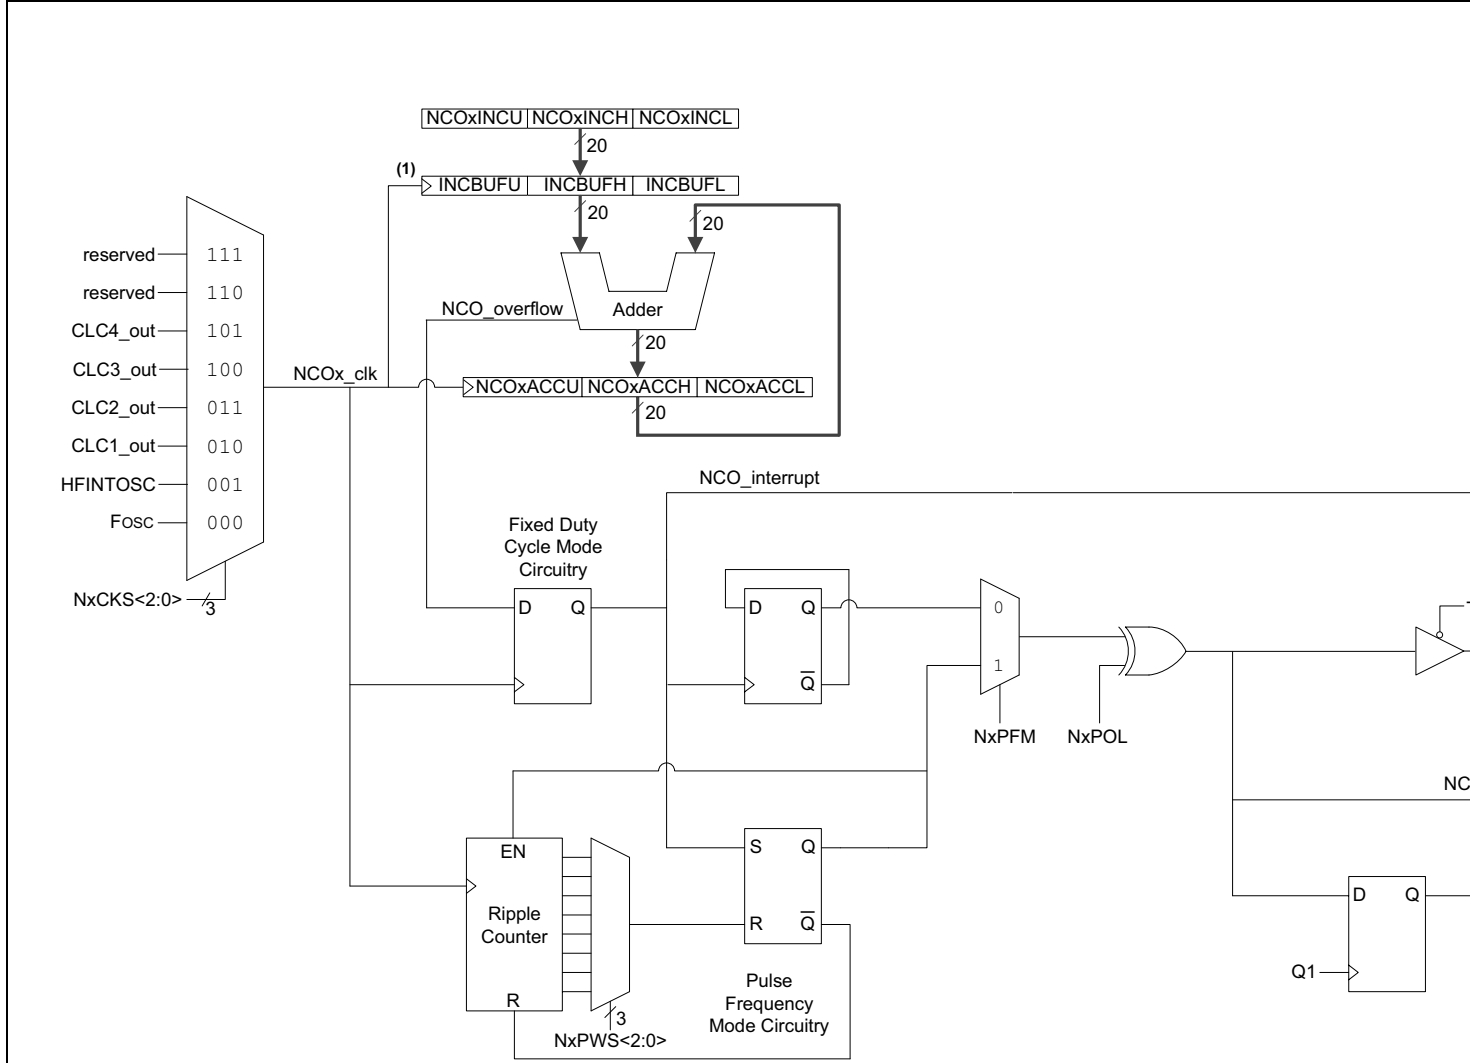 NCOxINCU NCOxINCH NCOxINCL
20
(1)
INCBUFU INCBUFH INCBUFL
20
20
reserved 111
reserved 110
CLC4_out 101
CLC3_out 100
CLC2_out 011
CLC1_out 010
HFINTOSC 001
FOSC 000
NxCKS<2:0>
3
NCOx_clk
NCO_overflow
Adder
20
NCOxACCU NCOxACCH NCOxACCL
20
NCO_interrupt
Fixed Duty
Cycle Mode
Circuitry
D Q
D Q
Q̅
0
1
NxPFM
NxPOL
NC
EN
Ripple
Counter
R
3
NxPWS<2:0>
S Q
R Q̅
Pulse
Frequency
Mode Circuitry
D Q
Q1